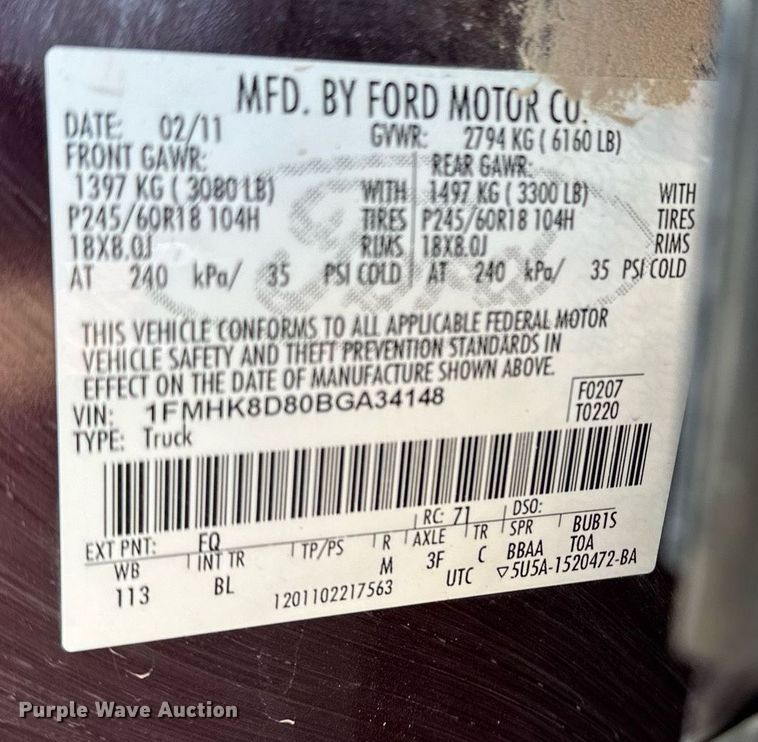 MFD. BY FORD MOTOR CO.
DATE: 02/11 GVWR: 2794 KG ( 6160 LB)
FRONT GAWR: REAR GAWR:
1397 KG ( 3080 LB) WITH 1497 KG ( 3300 LB) WITH
P245/60R18 104H TIRES P245/60R18 104H TIRES
18X8.0J RIMS 18X8.0J RIMS
AT 240 kPa/ 35 PSI COLD AT 240 kPa/ 35 PSI COLD
THIS VEHICLE CONFORMS TO ALL APPLICABLE FEDERAL MOTOR
VEHICLE SAFETY AND THEFT PREVENTION STANDARDS IN
EFFECT ON THE DATE OF MANUFACTURE SHOWN ABOVE.
VIN: 1FMHK8D80BGA34148 F0207
TYPE: Truck T0220
EXT PNT: FQ RC: 71 DSO:
WB INT TR TP/PS R AXLE TR SPR BUB1S
113 BL M 3F C BBAA TOA
1201102217563 UTC ▽5U5A-1520472-BA
Purple Wave Auction